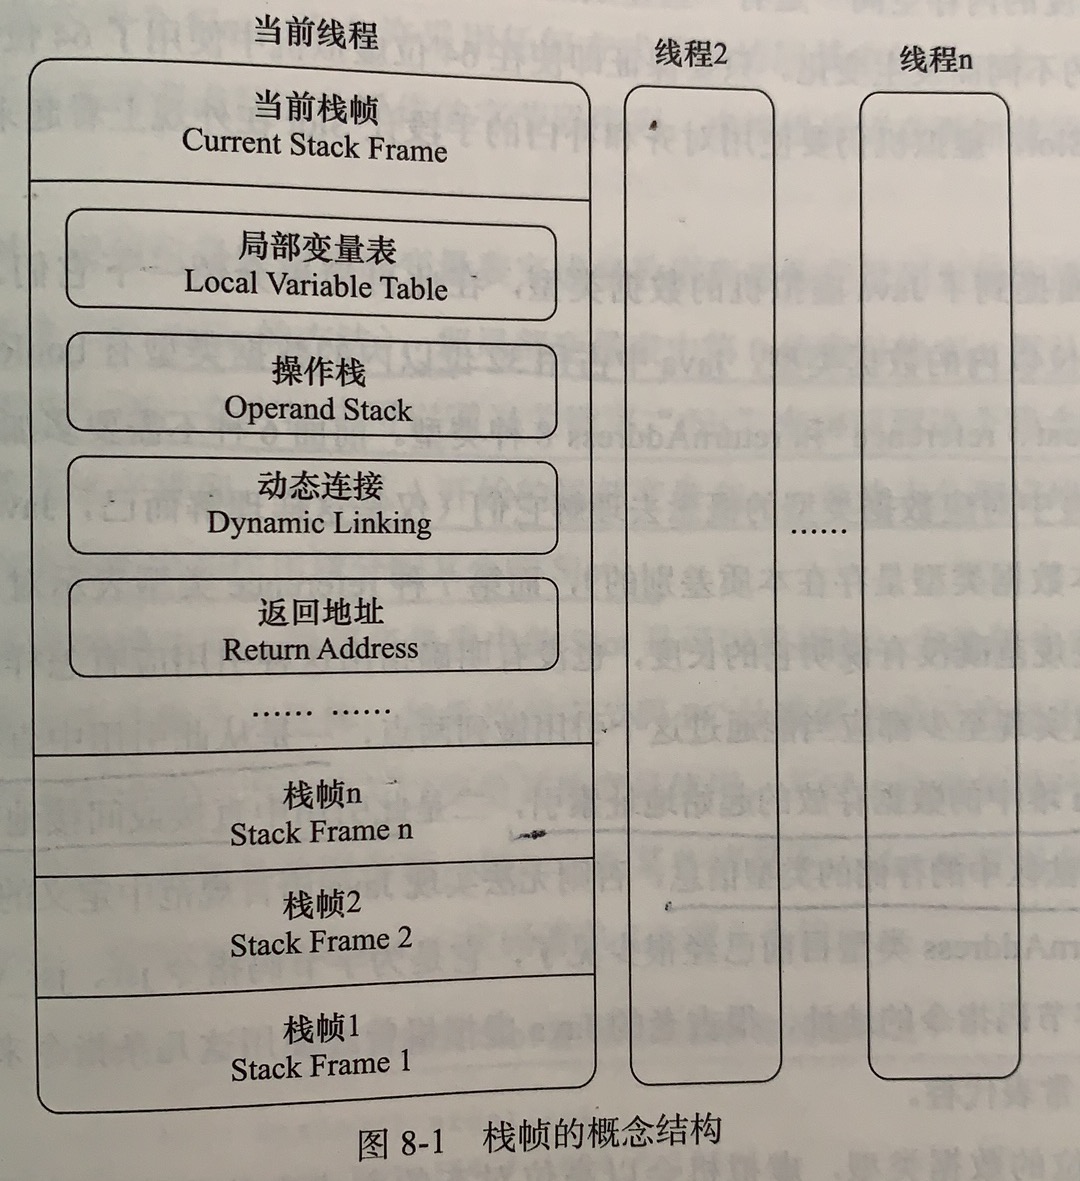 当前线程
线程2
线程n
当前栈帧
Current Stack Frame
局部变量表
Local Variable Table
操作栈
Operand Stack
动态连接
Dynamic Linking
返回地址
Return Address
…… ……
……
栈帧n
Stack Frame n
栈帧2
Stack Frame 2
栈帧1
Stack Frame 1
图 8-1 栈帧的概念结构